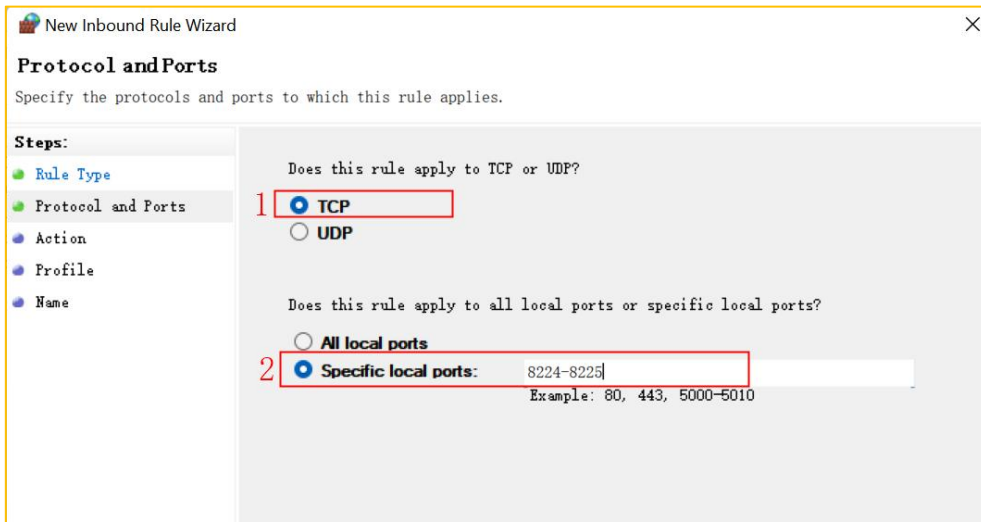 New Inbound Rule Wizard
Protocol and Ports
Specify the protocols and ports to which this rule applies.
Steps:
Rule Type
Protocol and Ports
Action
Profile
Name
Does this rule apply to TCP or UDP?
1 TCP
UDP
Does this rule apply to all local ports or specific local ports?
All local ports
2 Specific local ports: 8224-8225
Example: 80, 443, 5000-5010